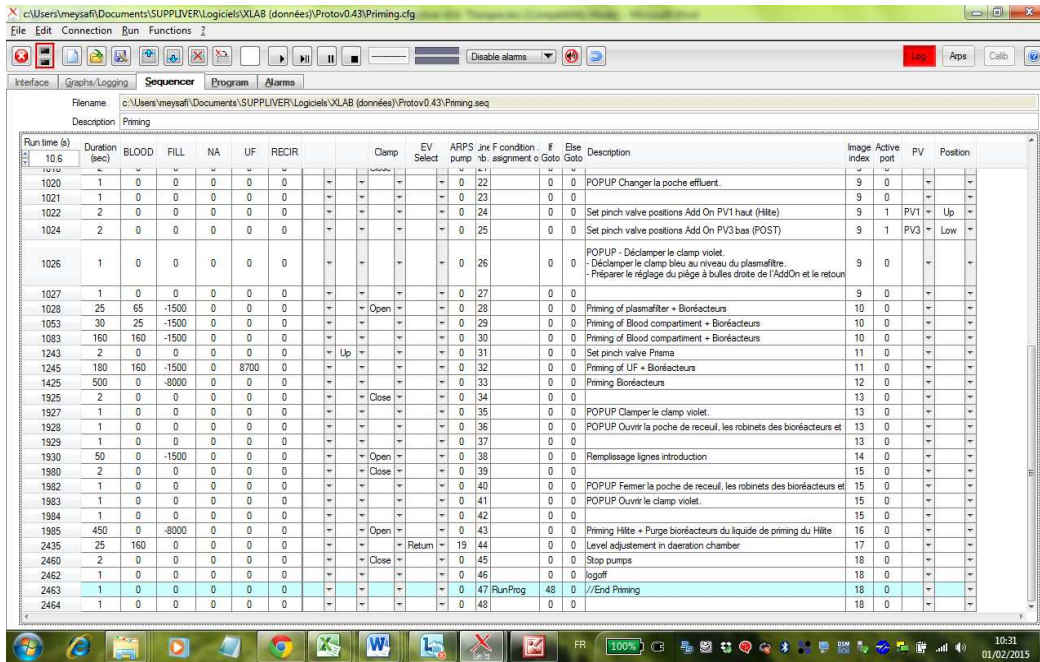 c:\Users\meysafi\Documents\SUPPLIVER\Logiciels\XLAB (données)\Protov0.43\Priming.cfg
File Edit Connection Run Functions ?
Disable alarms Log Arps Calib
Interface Graphs/Logging Sequencer Program Alarms
Filename c:\Users\meysafi\Documents\SUPPLIVER\Logiciels\XLAB (données)\Protov0.43\Priming.seq
Description Priming
Run time (s) Duration (sec) BLOOD FILL NA UF RECIR Clamp EV Select ARPS pump .ine nb. F condition . assignment o If Goto Else Goto Description Image index Active port PV Position
10.6
1020 1 0 0 0 0 0 0 22 0 0 POPUP Changer la poche effluent. 9 0
1021 1 0 0 0 0 0 0 23 0 0 9 0
1022 2 0 0 0 0 0 0 24 0 0 Set pinch valve positions Add On PV1 haut (Hilite) 9 1 PV1 Up
1024 2 0 0 0 0 0 0 25 0 0 Set pinch valve positions Add On PV3 bas (POST) 9 1 PV3 Low
POPUP - Déclamper le clamp violet.
1026 1 0 0 0 0 0 0 26 0 0 - Déclamper le clamp bleu au niveau du plasmafiltre. 9 0
- Préparer le réglage du piège à bulles droite de l'AddOn et le retour
1027 1 0 0 0 0 0 0 27 0 0 9 0
1028 25 65 -1500 0 0 0 Open 0 28 0 0 Priming of plasmafilter + Bioréacteurs 10 0
1053 30 25 -1500 0 0 0 0 29 0 0 Priming of Blood compartiment + Bioréacteurs 10 0
1083 160 160 -1500 0 0 0 0 30 0 0 Priming of Blood compartiment + Bioréacteurs 10 0
1243 2 0 0 0 0 0 Up 0 31 0 0 Set pinch valve Prisma 11 0
1245 180 160 -1500 0 8700 0 0 32 0 0 Priming of UF + Bioréacteurs 11 0
1425 500 0 -8000 0 0 0 0 33 0 0 Priming Bioréacteurs 12 0
1925 2 0 0 0 0 0 Close 0 34 0 0 13 0
1927 1 0 0 0 0 0 0 35 0 0 POPUP Clamper le clamp violet. 13 0
1928 1 0 0 0 0 0 0 36 0 0 POPUP Ouvrir la poche de receuil, les robinets des bioréacteurs et 13 0
1929 1 0 0 0 0 0 0 37 0 0 13 0
1930 50 0 -1500 0 0 0 Open 0 38 0 0 Remplissage lignes introduction 14 0
1980 2 0 0 0 0 0 Close 0 39 0 0 15 0
1982 1 0 0 0 0 0 0 40 0 0 POPUP Fermer la poche de receuil, les robinets des bioréacteurs et 15 0
1983 1 0 0 0 0 0 0 41 0 0 POPUP Ouvrir le clamp violet. 15 0
1984 1 0 0 0 0 0 0 42 0 0 15 0
1985 450 0 -8000 0 0 0 Open 0 43 0 0 Priming Hilite + Purge bioréacteurs du liquide de priming du Hilite 16 0
2435 25 160 0 0 0 0 Return 19 44 0 0 Level adjustement in daeration chamber 17 0
2460 2 0 0 0 0 0 Close 0 45 0 0 Stop pumps 18 0
2462 1 0 0 0 0 0 0 46 0 0 logoff 18 0
2463 1 0 0 0 0 0 0 47 RunProg 48 0 //End Priming 18 0
2464 1 0 0 0 0 0 0 48 0 0 18 0
FR 100% 10:31
01/02/2015